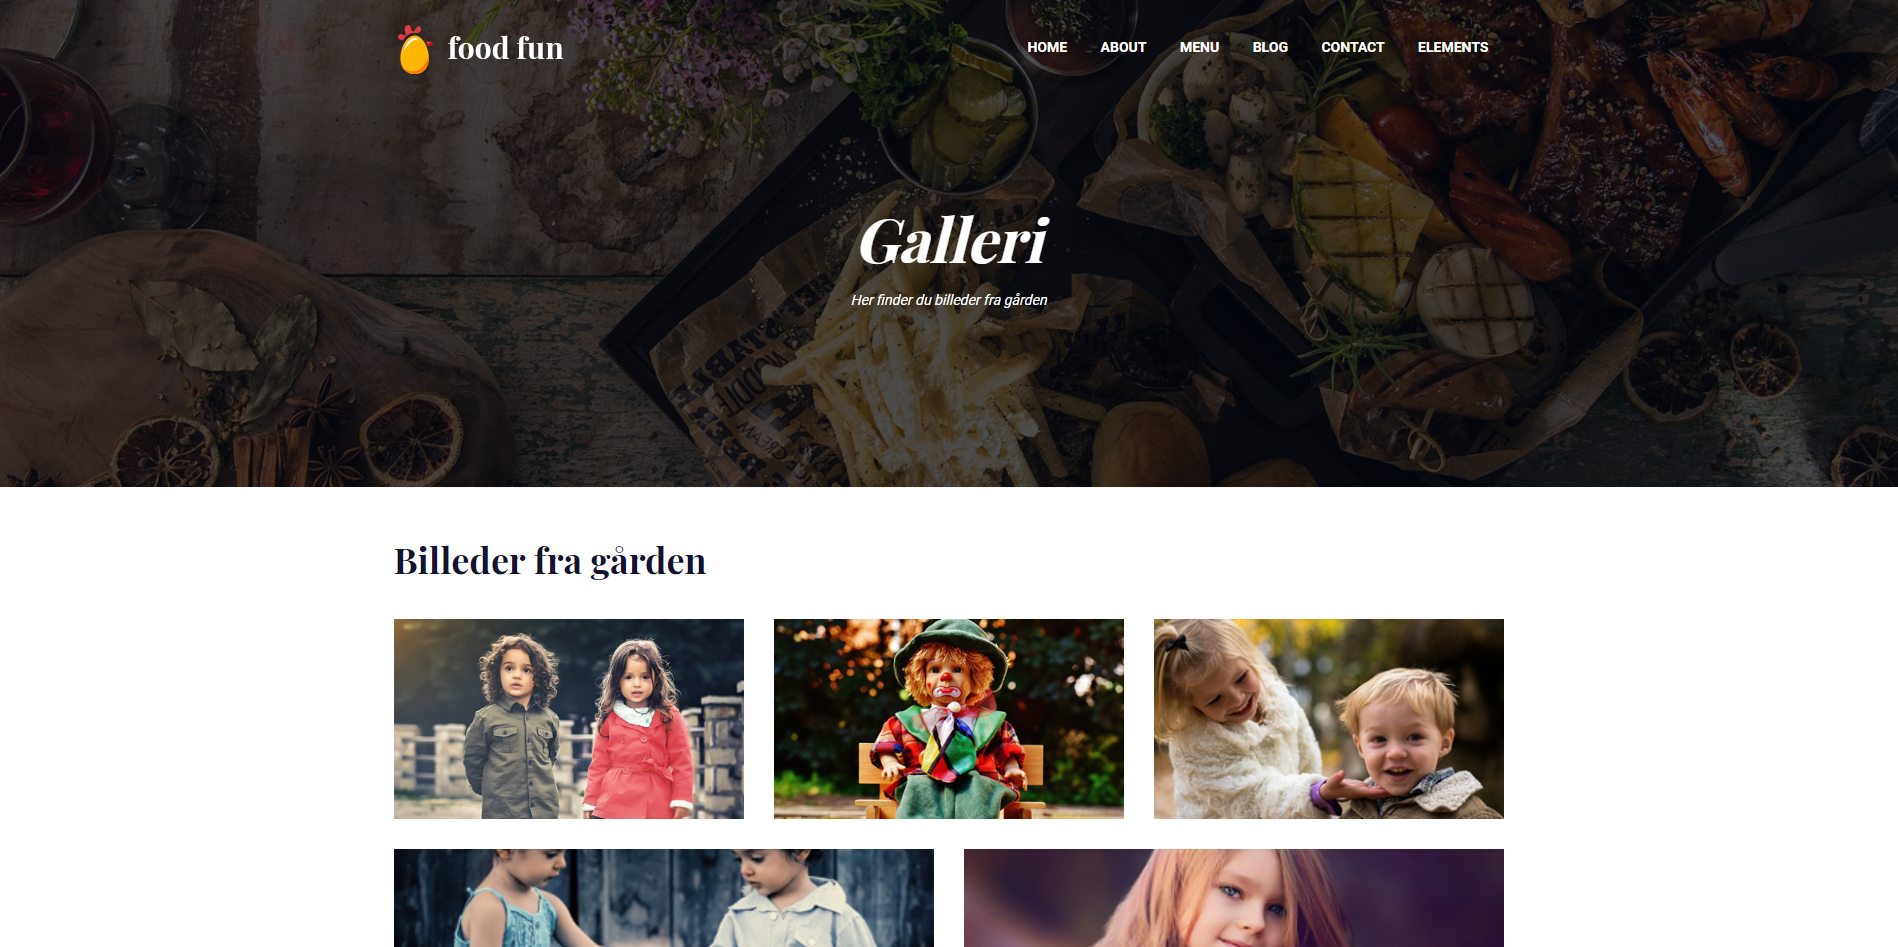 food fun
HOME ABOUT MENU BLOG CONTACT ELEMENTS
Galleri
Her finder du billeder fra gården
Billeder fra gården